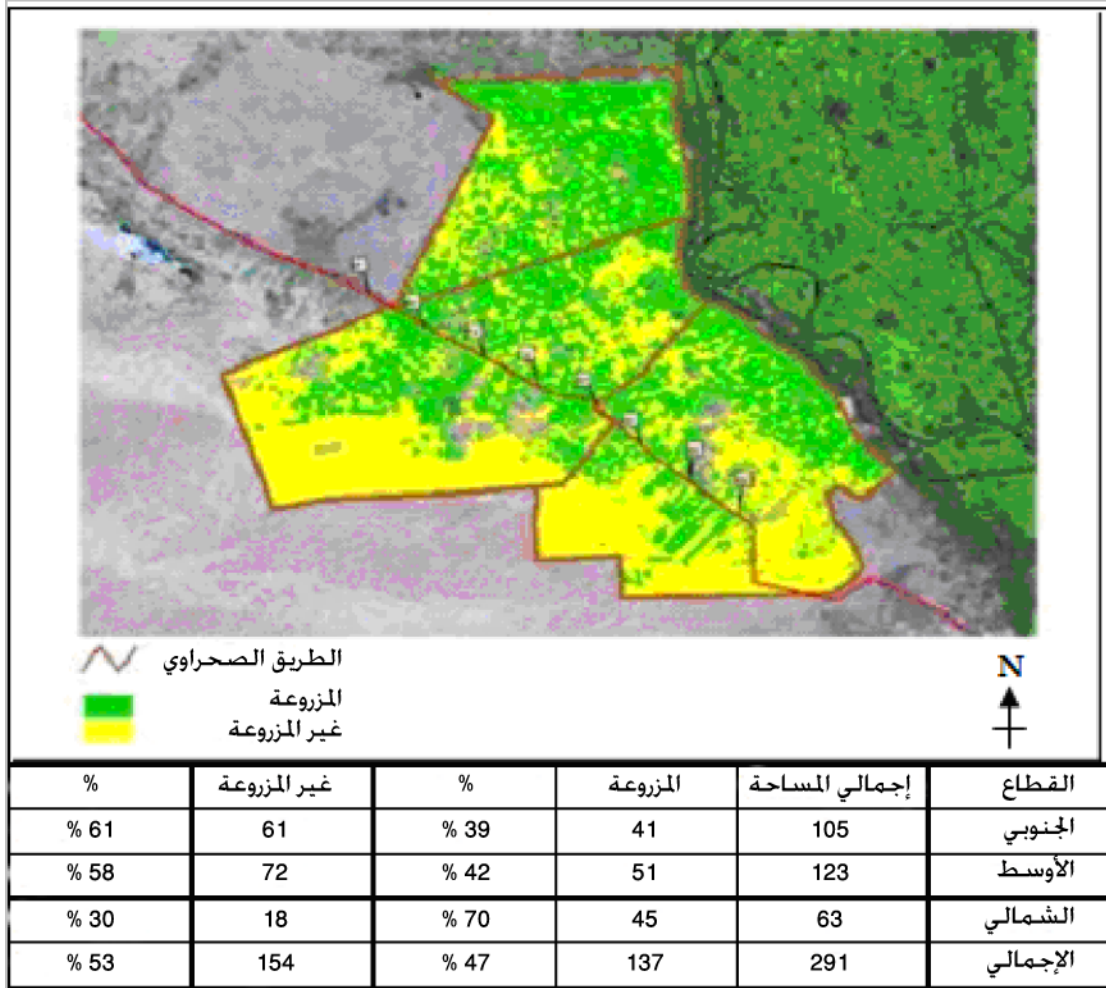 الطريق الصحراوي
المزروعة
غير المزروعة
N
القطاع إجمالي المساحة المزروعة % غير المزروعة %
الجنوبي 105 41 39 % 61 61 %
الأوسط 123 51 42 % 72 58 %
الشمالي 63 45 70 % 18 30 %
الإجمالي 291 137 47 % 154 53 %